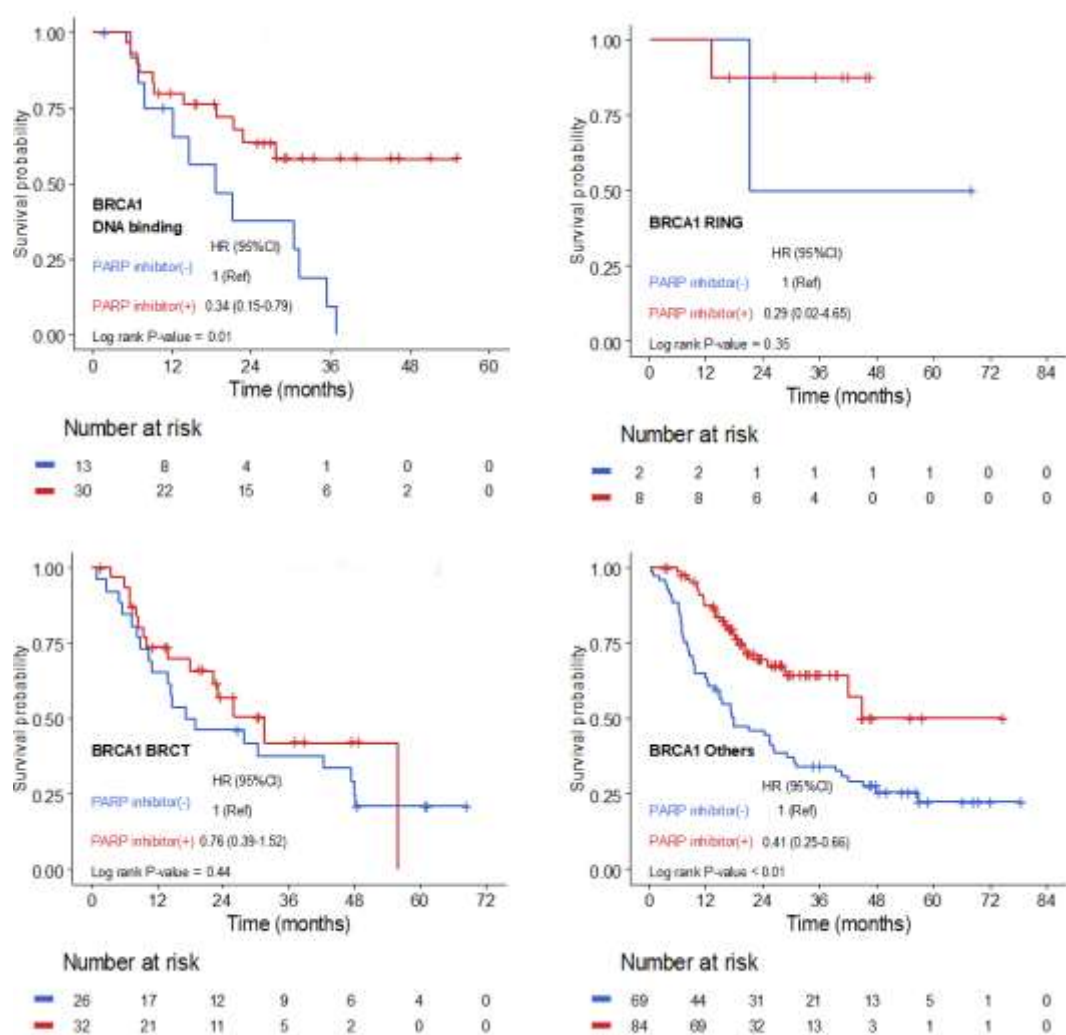 1.00
0.75
0.50
0.25
0.00
Survival probability
BRCA1
DNA binding
HR (95%CI)
PARP inhibitor(-) 1 (Ref)
PARP inhibitor(+) 0.34 (0.15-0.79)
Log rank P-value = 0.01
0 12 24 36 48 60
Time (months)
Number at risk
13 8 4 1 0 0
30 22 15 6 2 0
1.00
0.75
0.50
0.25
0.00
Survival probability
BRCA1 RING
HR (95%CI)
PARP inhibitor(-) 1 (Ref)
PARP inhibitor(+) 0.29 (0.02-4.65)
Log rank P-value = 0.35
0 12 24 36 48 60 72 84
Time (months)
Number at risk
2 2 1 1 1 1 0 0
8 8 6 4 0 0 0 0
1.00
0.75
0.50
0.25
0.00
Survival probability
BRCA1 BRCT
HR (95%CI)
PARP inhibitor(-) 1 (Ref)
PARP inhibitor(+) 0.76 (0.39-1.52)
Log rank P-value = 0.44
0 12 24 36 48 60 72
Time (months)
Number at risk
26 17 12 9 6 4 0
32 21 11 5 2 0 0
1.00
0.75
0.50
0.25
0.00
Survival probability
BRCA1 Others
HR (95%CI)
PARP inhibitor(-) 1 (Ref)
PARP inhibitor(+) 0.41 (0.25-0.66)
Log rank P-value < 0.01
0 12 24 36 48 60 72 84
Time (months)
Number at risk
69 44 31 21 13 5 1 0
84 69 32 13 3 1 1 0